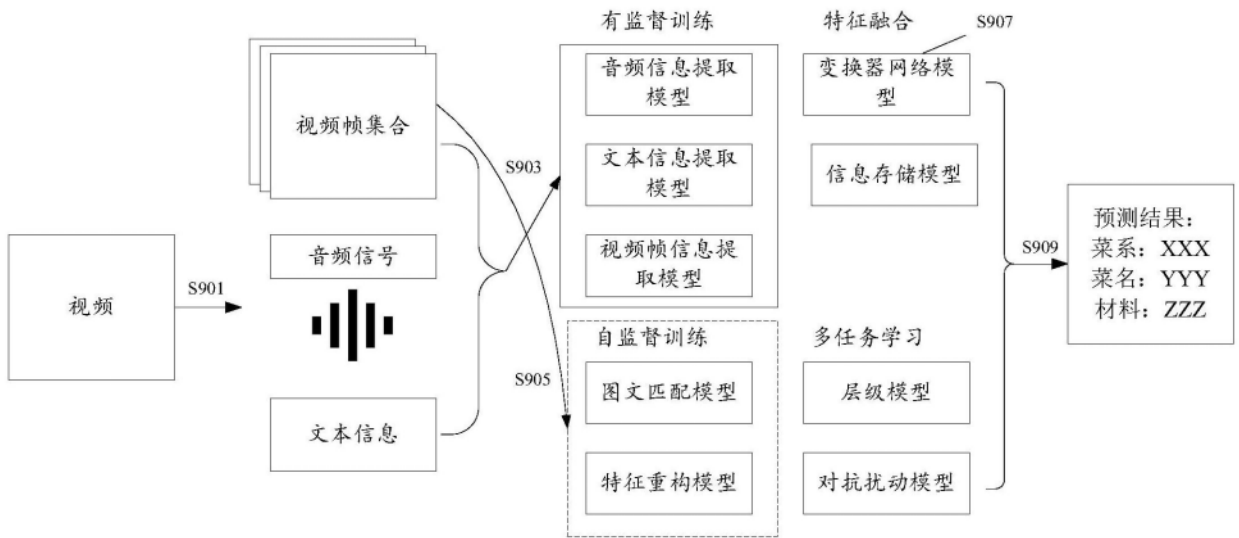 有监督训练
特征融合
S907
音频信息提取
模型
变换器网络模
型
视频帧集合
S903
文本信息提取
模型
信息存储模型
视频
S901
音频信号
视频帧信息提
取模型
S909
预测结果：
菜系：XXX
菜名：YYY
材料：ZZZ
自监督训练
多任务学习
S905
图文匹配模型
层级模型
文本信息
特征重构模型
对抗扰动模型